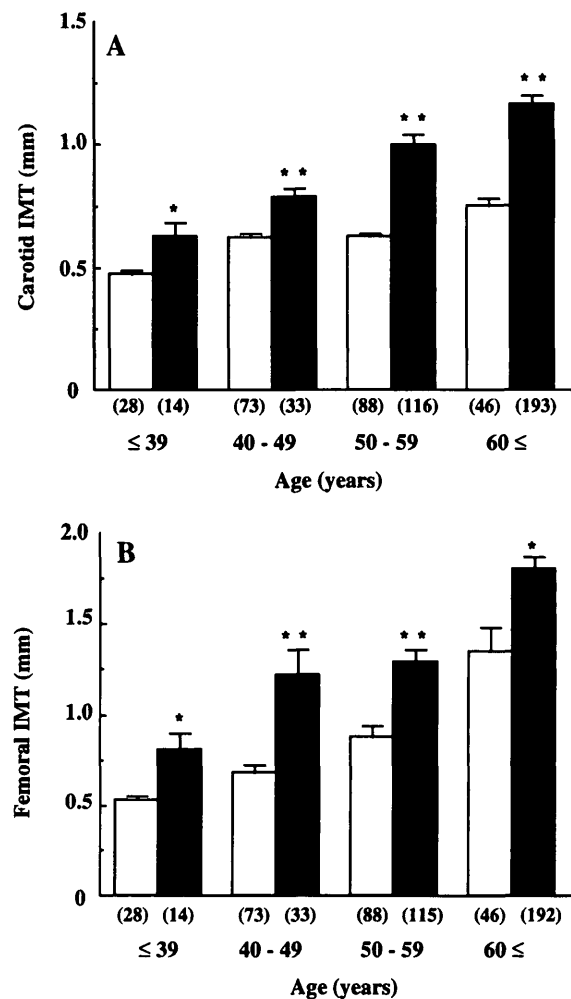 A
Carotid IMT (mm)
1.5
1.0
0.5
0
* ** ** **
(28) (14) (73) (33) (88) (116) (46) (193)
≤ 39 40 - 49 50 - 59 60 ≤
Age (years)
B
Femoral IMT (mm)
2.0
1.5
1.0
0.5
0
* ** ** *
(28) (14) (73) (33) (88) (115) (46) (192)
≤ 39 40 - 49 50 - 59 60 ≤
Age (years)